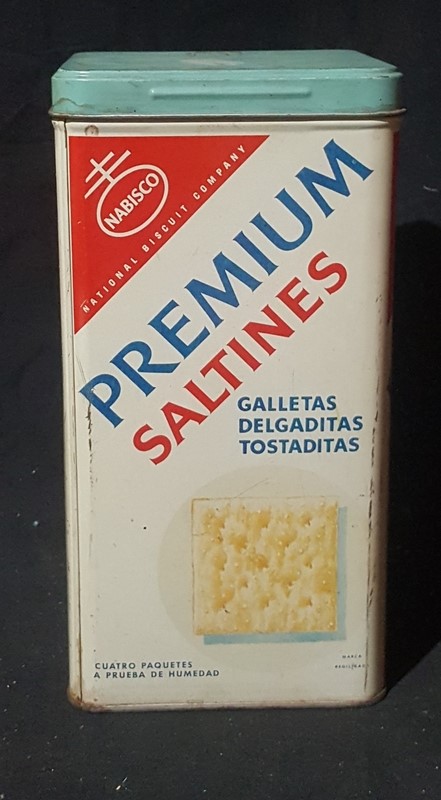 NABISCO
NATIONAL BISCUIT COMPANY
PREMIUM
SALTINES
GALLETAS
DELGADITAS
TOSTADITAS
CUATRO PAQUETES
A PRUEBA DE HUMEDAD
MARCA